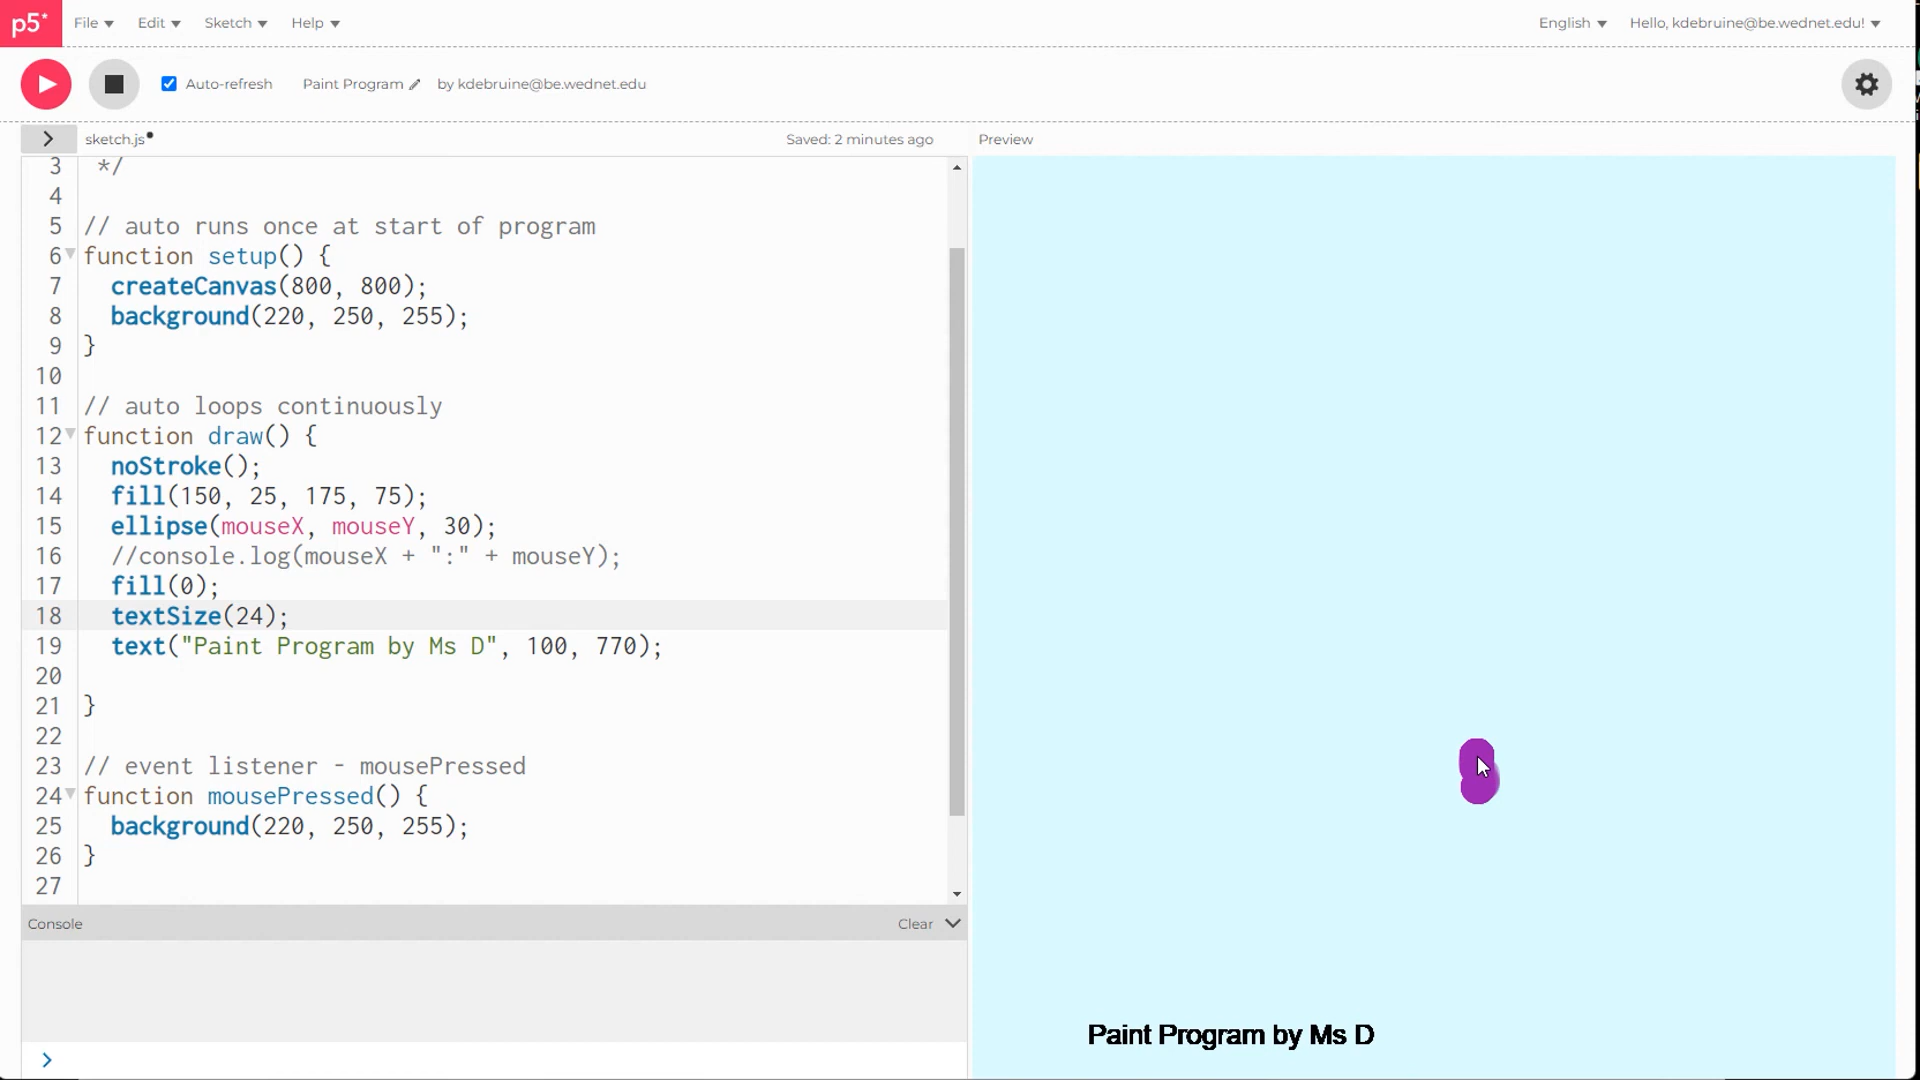 p5*
File
Edit
Sketch
Help
English
Hello, kdebruine@be.wednet.edu!
Auto-refresh
Paint Program
by kdebruine@be.wednet.edu
sketch.js
Saved: 2 minutes ago
Preview
3 */
4
5 // auto runs once at start of program
6 function setup() {
7 createCanvas(800, 800);
8 background(220, 250, 255);
9 }
10
11 // auto loops continuously
12 function draw() {
13 noStroke();
14 fill(150, 25, 175, 75);
15 ellipse(mouseX, mouseY, 30);
16 //console.log(mouseX + ":" + mouseY);
17 fill(0);
18 textSize(24);
19 text("Paint Program by Ms D", 100, 770);
20
21 }
22
23 // event listener - mousePressed
24 function mousePressed() {
25 background(220, 250, 255);
26 }
27
Console
Clear
>
Paint Program by Ms D